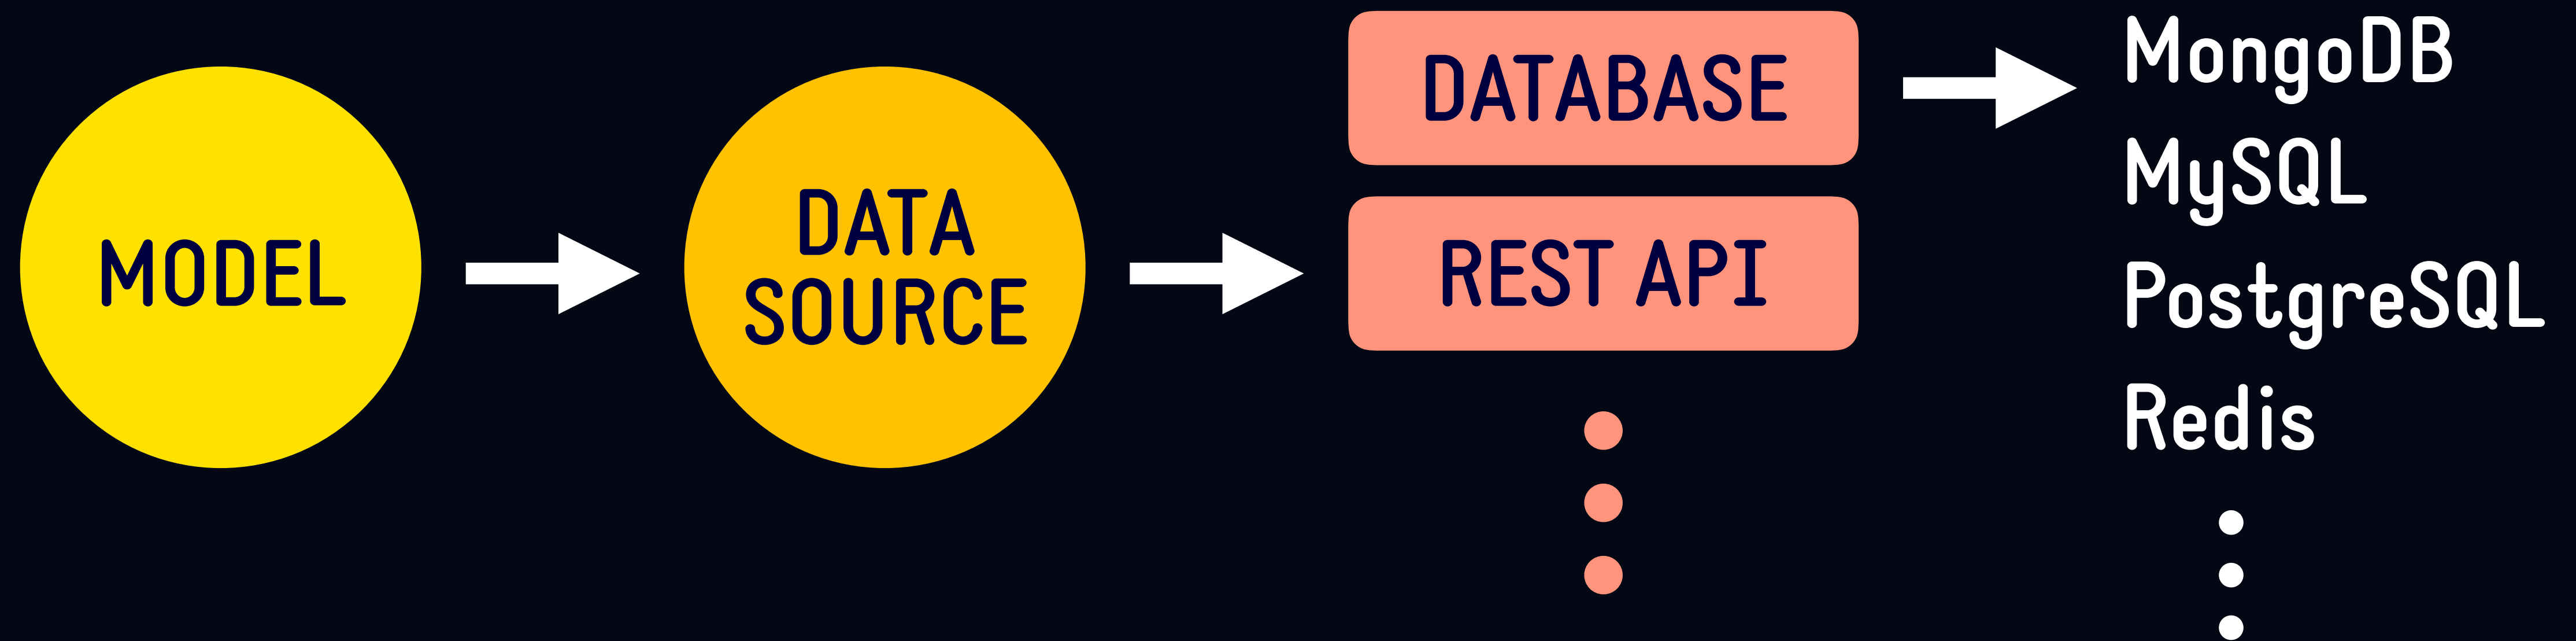 MODEL
DATA
SOURCE
DATABASE
REST API
MongoDB
MySQL
PostgreSQL
Redis